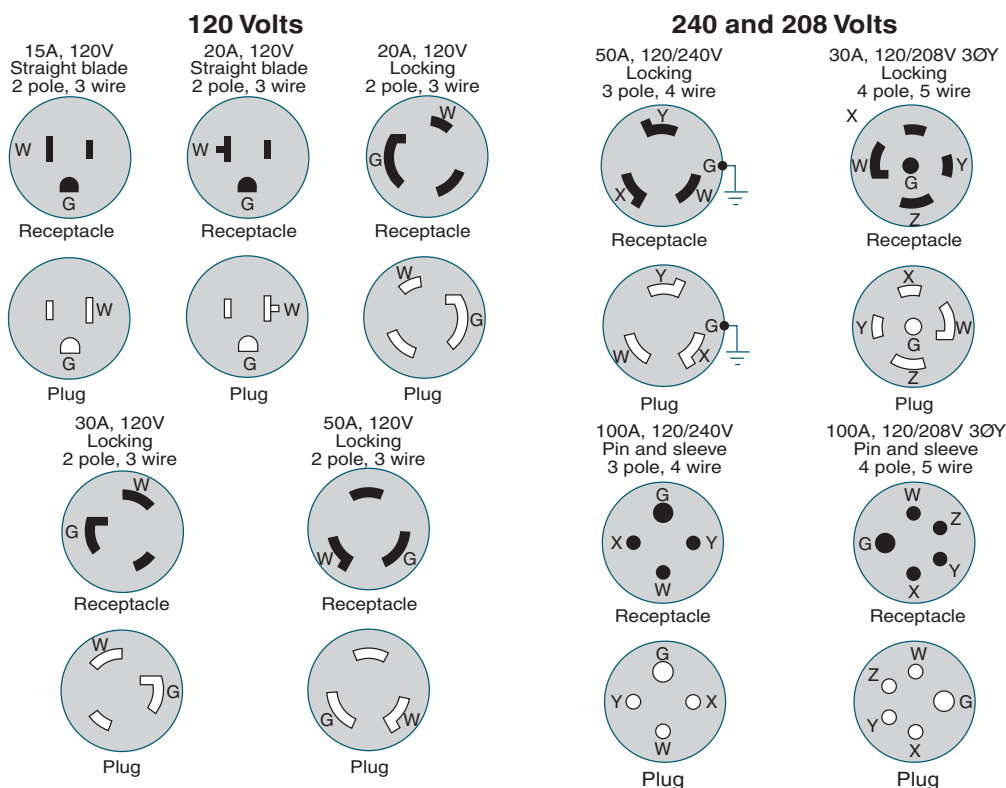 120 Volts
15A, 120V
Straight blade
2 pole, 3 wire
W
G
Receptacle
W
G
Plug
20A, 120V
Straight blade
2 pole, 3 wire
W
G
Receptacle
W
G
Plug
20A, 120V
Locking
2 pole, 3 wire
W
G
Receptacle
W
G
Plug
30A, 120V
Locking
2 pole, 3 wire
W
G
Receptacle
W
G
Plug
50A, 120V
Locking
2 pole, 3 wire
W
G
Receptacle
G
W
Plug
240 and 208 Volts
50A, 120/240V
Locking
3 pole, 4 wire
Y
G
X
W
Receptacle
Y
G
W
X
Plug
30A, 120/208V 3ØY
Locking
4 pole, 5 wire
X
W
Y
G
Z
Receptacle
X
Y
W
G
Z
Plug
100A, 120/240V
Pin and sleeve
3 pole, 4 wire
G
X
Y
W
Receptacle
G
Y
X
W
Plug
100A, 120/208V 3ØY
Pin and sleeve
4 pole, 5 wire
W
Z
G
Y
X
Receptacle
W
Z
G
Y
X
Plug